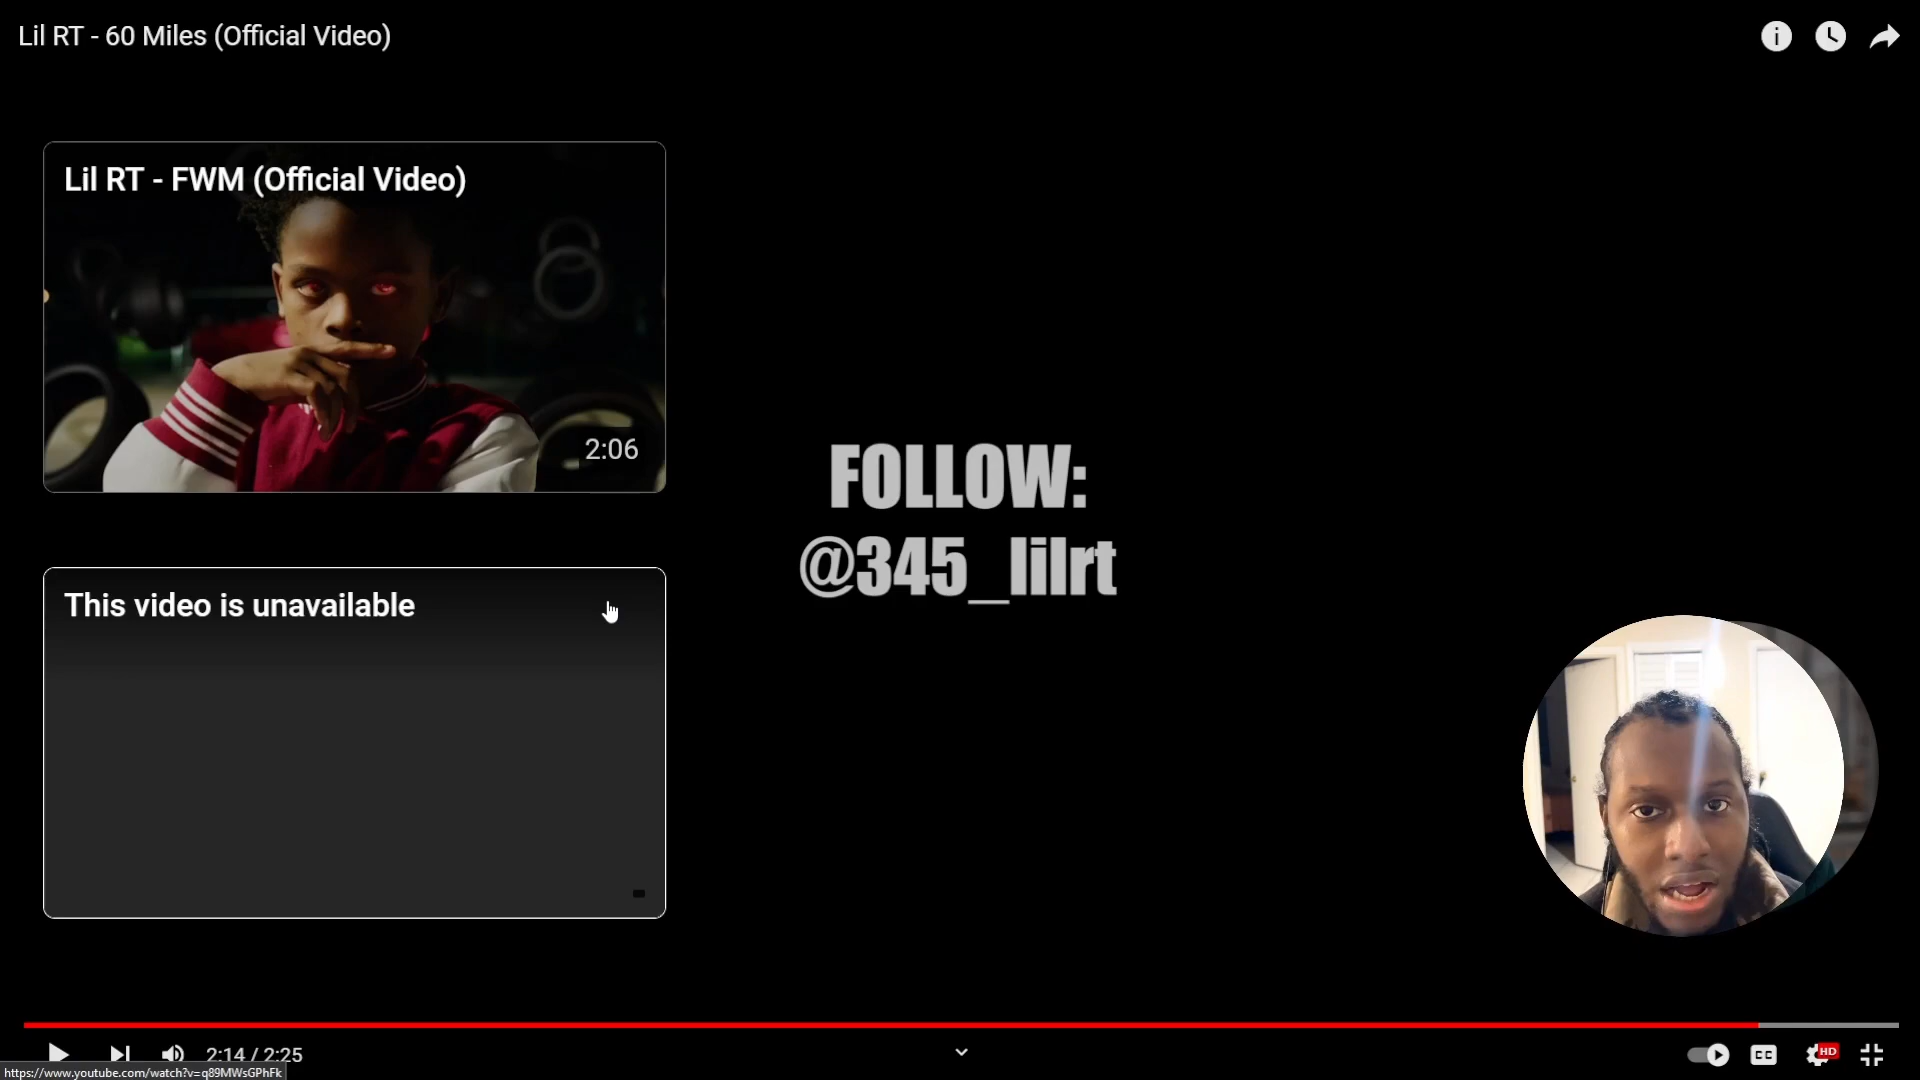 Lil RT - 60 Miles (Official Video)
Lil RT - FWM (Official Video)
2:06
FOLLOW:
@345_lilrt
This video is unavailable
2:14 / 2:25
CC
HD
https://www.youtube.com/watch?v=q89MWsGPhFk